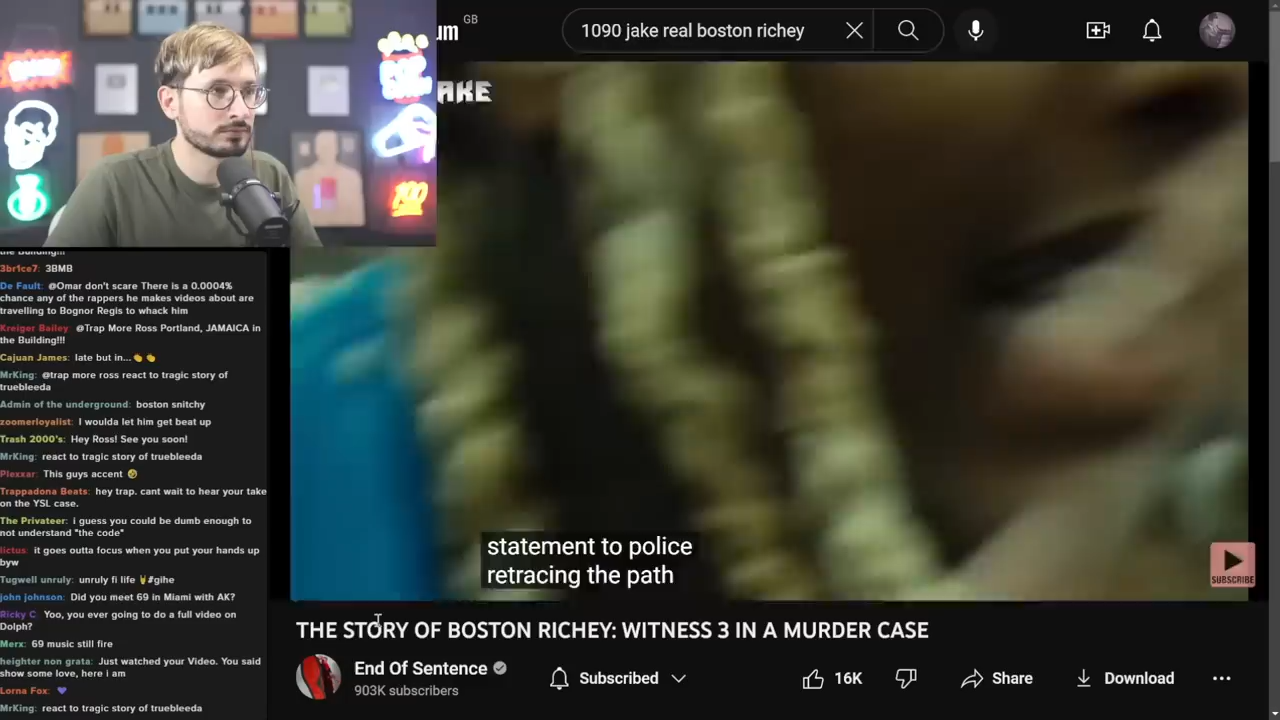 um GB
1090 jake real boston richey
AKE
100
the Building!!!
3br1ce7: 3BMB
De Fault: @Omar don't scare There is a 0.0004%
chance any of the rappers he makes videos about are
travelling to Bognor Regis to whack him
Kreiger Bailey: @Trap More Ross Portland, JAMAICA in
the Building!!!
Cajuan James: late but in...👏 👏
MrKing: @trap more ross react to tragic story of
truebleeda
Admin of the underground: boston snitchy
zoomerloyalist: I woulda let him get beat up
Trash 2000's: Hey Ross! See you soon!
MrKing: react to tragic story of truebleeda
Plexxar: This guys accent 🤣
Trappadona Beats: hey trap. cant wait to hear your take
on the YSL case.
The Privateer: i guess you could be dumb enough to
not understand "the code"
lictus: it goes outta focus when you put your hands up
byw
Tugwell unruly: unruly fi life 🤘#gihe
john johnson: Did you meet 69 in Miami with AK?
Ricky C: Yoo, you ever going to do a full video on
Dolph?
Merx: 69 music still fire
heighter non grata: Just watched your Video. You said
show some love, here i am
Lorna Fox: 💜
MrKing: react to tragic story of truebleeda
statement to police
retracing the path
SUBSCRIBE
THE STORY OF BOSTON RICHEY: WITNESS 3 IN A MURDER CASE
End Of Sentence
903K subscribers
Subscribed
16K
Share
Download